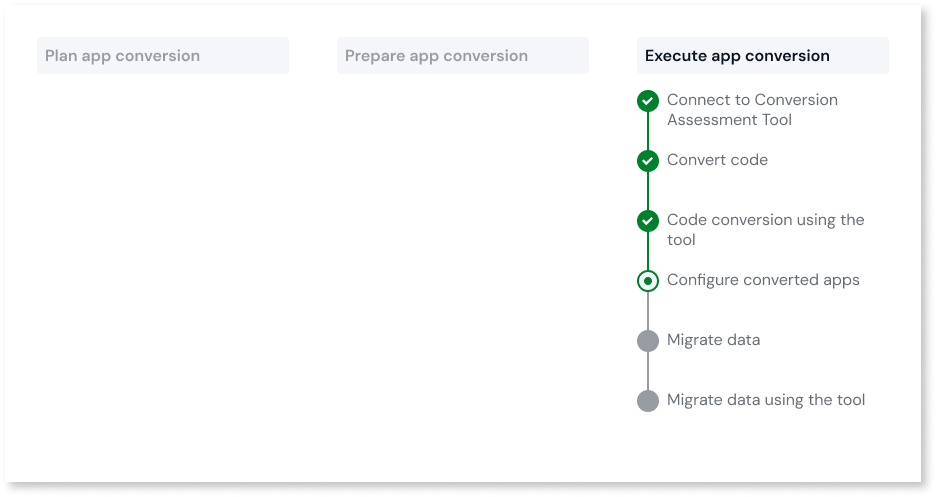 Plan app conversion
Prepare app conversion
Execute app conversion
Connect to Conversion
Assessment Tool
Convert code
Code conversion using the
tool
Configure converted apps
Migrate data
Migrate data using the tool